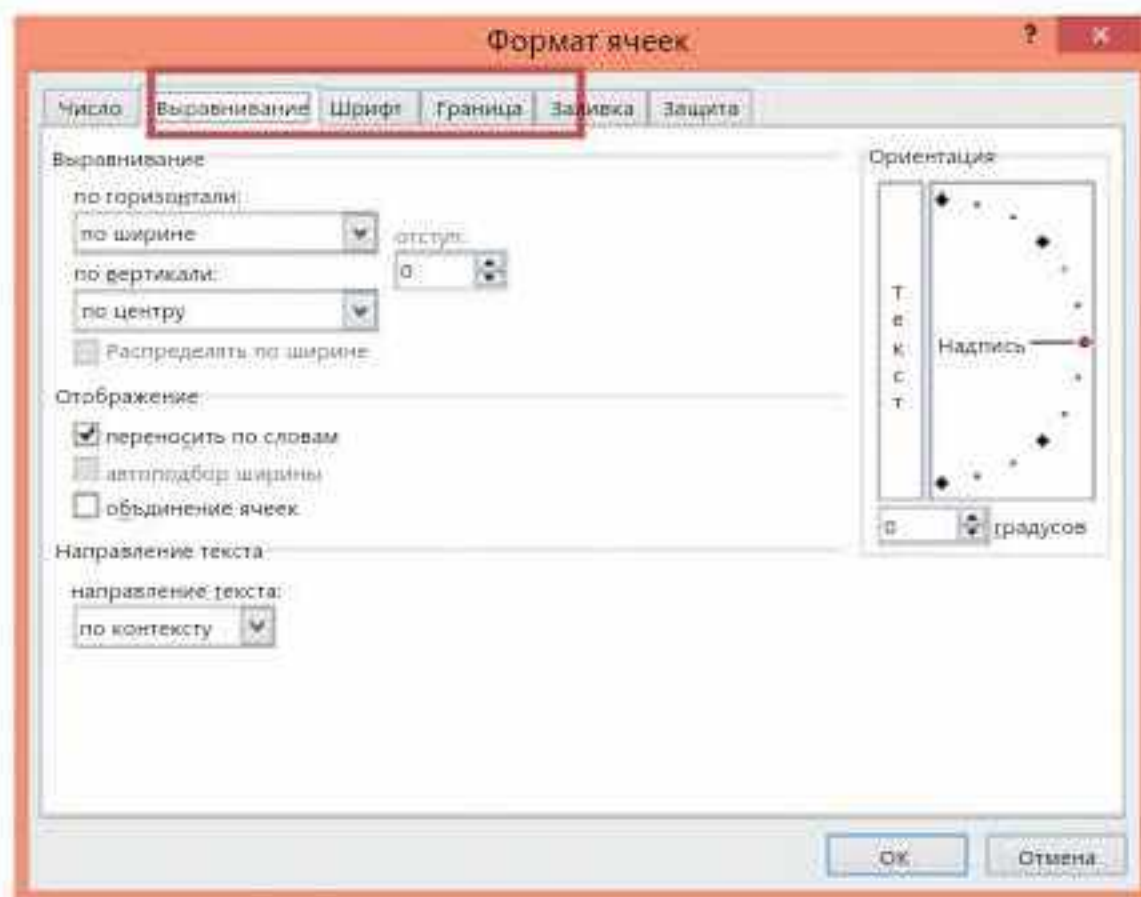 Формат ячеек
?
Число Выравнивание Шрифт Граница Заливка Защита
Выравнивание
по горизонтали:
по ширине
отступ:
0
по вертикали:
по центру
Распределять по ширине
Отображение
переносить по словам
автоподбор ширины
объединение ячеек
Направление текста
направление текста:
по контексту
Ориентация
Текст
Надпись
0 градусов
ОК Отмена